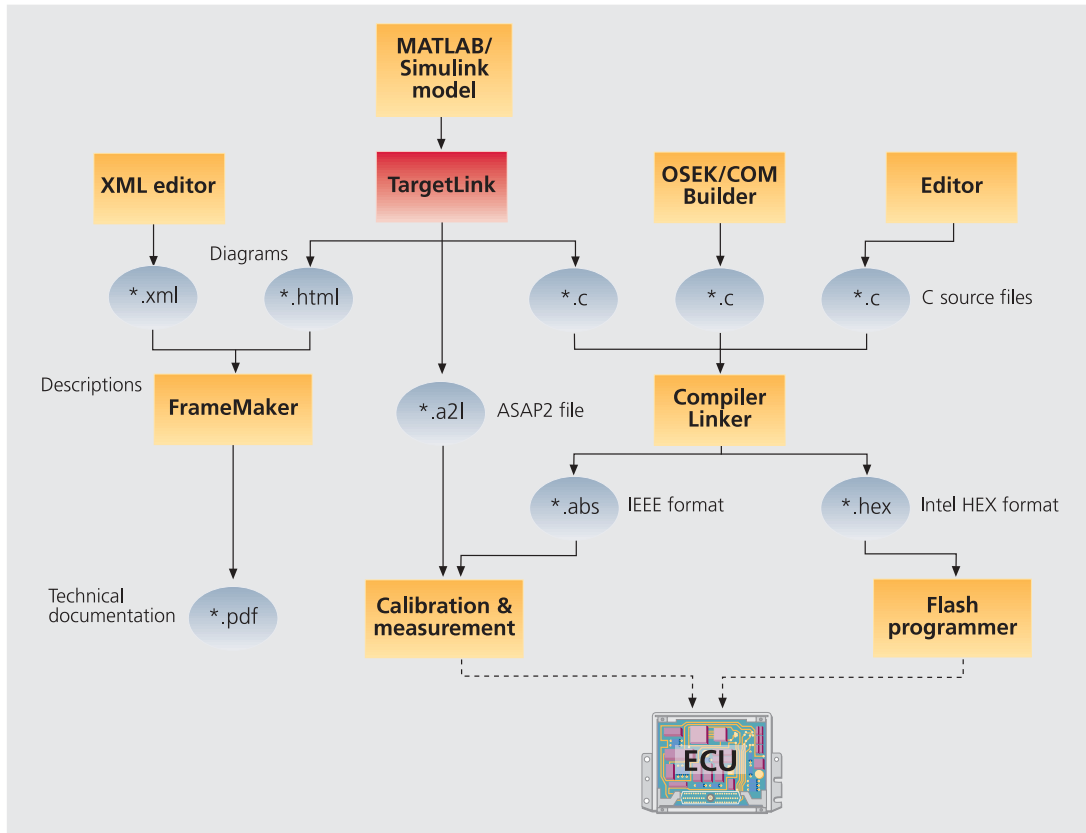 MATLAB/
Simulink
model
XML editor
TargetLink
OSEK/COM
Builder
Editor
Diagrams
*.xml
*.html
*.c
*.c
*.c
C source files
Descriptions
FrameMaker
*.a2l
ASAP2 file
Compiler
Linker
*.abs
IEEE format
*.hex
Intel HEX format
Technical
documentation
*.pdf
Calibration &
measurement
Flash
programmer
ECU